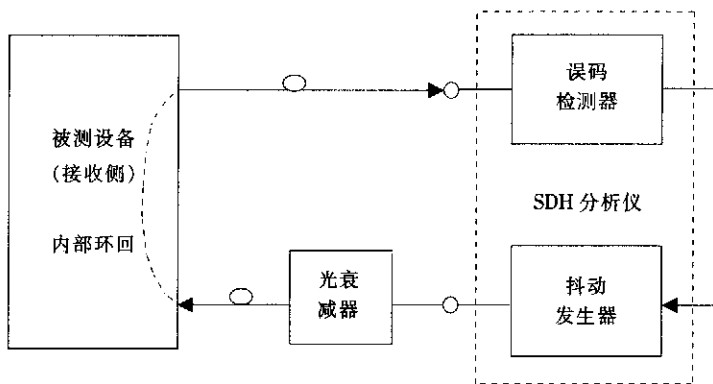 误码
检测器
被测设备
(接收侧)
SDH 分析仪
内部环回
光衰
减器
抖动
发生器